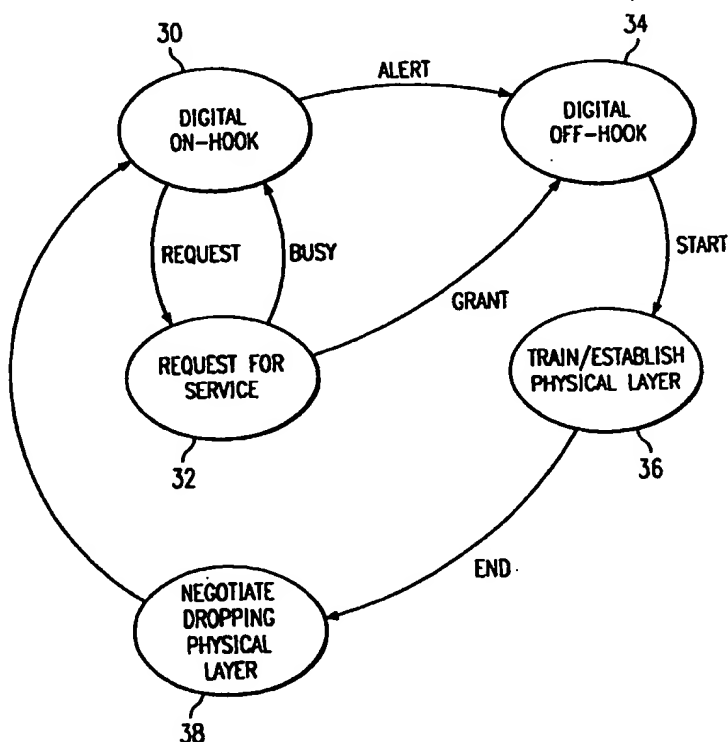 30
34
ALERT
DIGITAL
ON-HOOK
DIGITAL
OFF-HOOK
REQUEST
BUSY
START
GRANT
REQUEST FOR
SERVICE
TRAIN/ESTABLISH
PHYSICAL LAYER
32
36
END
NEGOTIATE
DROPPING
PHYSICAL
LAYER
38